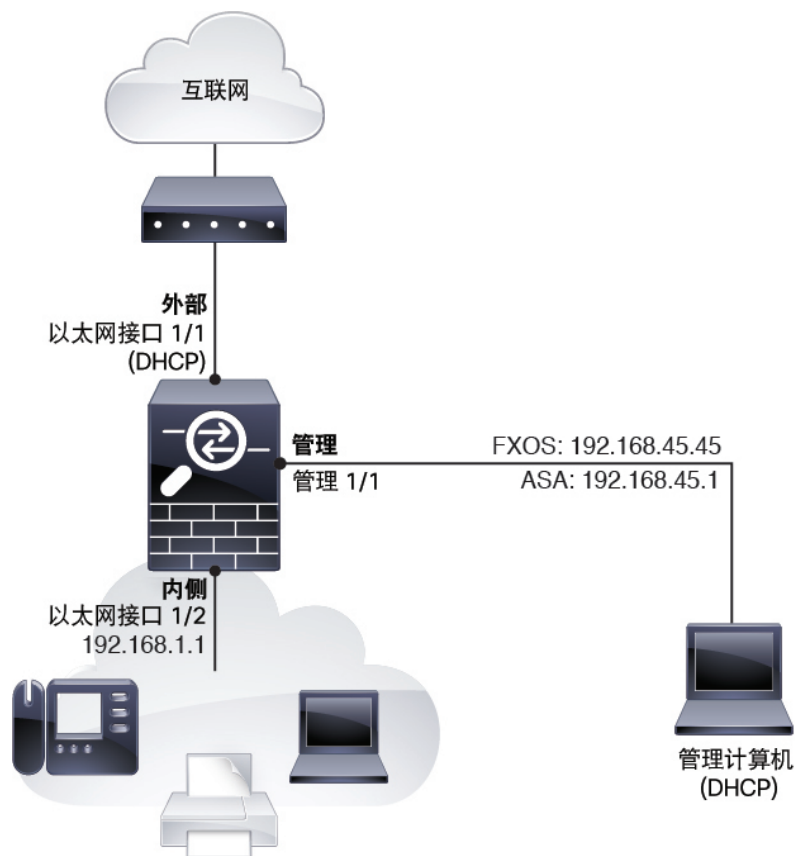 互联网
外部
以太网接口 1/1
(DHCP)
管理
管理 1/1
FXOS: 192.168.45.45
ASA: 192.168.45.1
内侧
以太网接口 1/2
192.168.1.1
管理计算机
(DHCP)